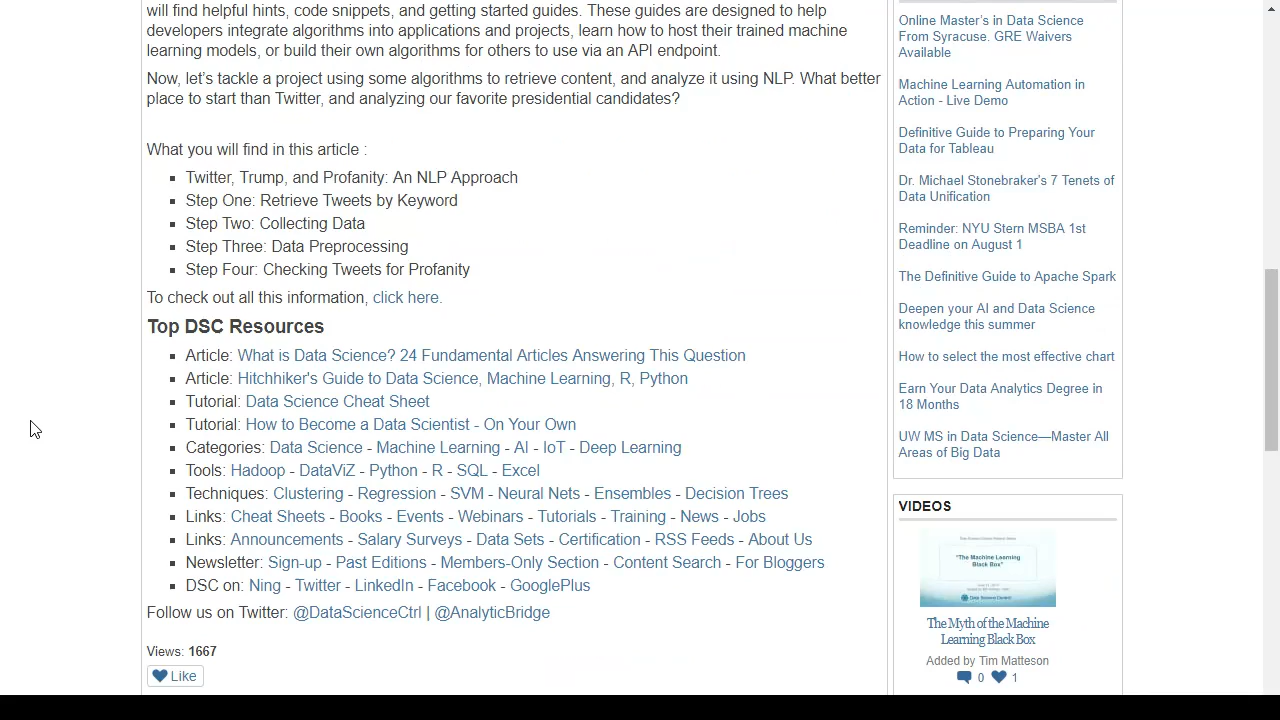 will find helpful hints, code snippets, and getting started guides. These guides are designed to help
developers integrate algorithms into applications and projects, learn how to host their trained machine
learning models, or build their own algorithms for others to use via an API endpoint.
Now, let's tackle a project using some algorithms to retrieve content, and analyze it using NLP. What better
place to start than Twitter, and analyzing our favorite presidential candidates?
What you will find in this article :
Twitter, Trump, and Profanity: An NLP Approach
Step One: Retrieve Tweets by Keyword
Step Two: Collecting Data
Step Three: Data Preprocessing
Step Four: Checking Tweets for Profanity
To check out all this information, click here.
Top DSC Resources
Article: What is Data Science? 24 Fundamental Articles Answering This Question
Article: Hitchhiker's Guide to Data Science, Machine Learning, R, Python
Tutorial: Data Science Cheat Sheet
Tutorial: How to Become a Data Scientist - On Your Own
Categories: Data Science - Machine Learning - AI - IoT - Deep Learning
Tools: Hadoop - DataViZ - Python - R - SQL - Excel
Techniques: Clustering - Regression - SVM - Neural Nets - Ensembles - Decision Trees
Links: Cheat Sheets - Books - Events - Webinars - Tutorials - Training - News - Jobs
Links: Announcements - Salary Surveys - Data Sets - Certification - RSS Feeds - About Us
Newsletter: Sign-up - Past Editions - Members-Only Section - Content Search - For Bloggers
DSC on: Ning - Twitter - LinkedIn - Facebook - GooglePlus
Follow us on Twitter: @DataScienceCtrl | @AnalyticBridge
Views: 1667
Like
Online Master's in Data Science
From Syracuse. GRE Waivers
Available
Machine Learning Automation in
Action - Live Demo
Definitive Guide to Preparing Your
Data for Tableau
Dr. Michael Stonebraker's 7 Tenets of
Data Unification
Reminder: NYU Stern MSBA 1st
Deadline on August 1
The Definitive Guide to Apache Spark
Deepen your AI and Data Science
knowledge this summer
How to select the most effective chart
Earn Your Data Analytics Degree in
18 Months
UW MS in Data Science—Master All
Areas of Big Data
VIDEOS
"The Machine Learning
Black Box"
Data Science Central
The Myth of the Machine
Learning Black Box
Added by Tim Matteson
0 1